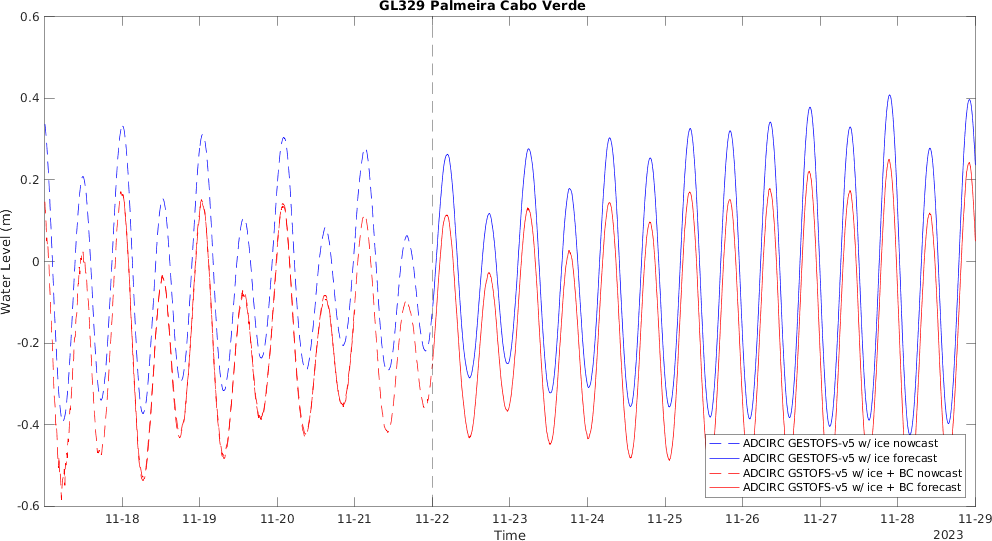 GL329 Palmeira Cabo Verde
0.6
0.4
0.2
0
-0.2
-0.4
-0.6
Water Level (m)
ADCIRC GESTOFS-v5 w/ ice nowcast
ADCIRC GESTOFS-v5 w/ ice forecast
ADCIRC GSTOFS-v5 w/ ice + BC nowcast
ADCIRC GSTOFS-v5 w/ ice + BC forecast
11-18 11-19 11-20 11-21 11-22 11-23 11-24 11-25 11-26 11-27 11-28 11-29
Time
2023